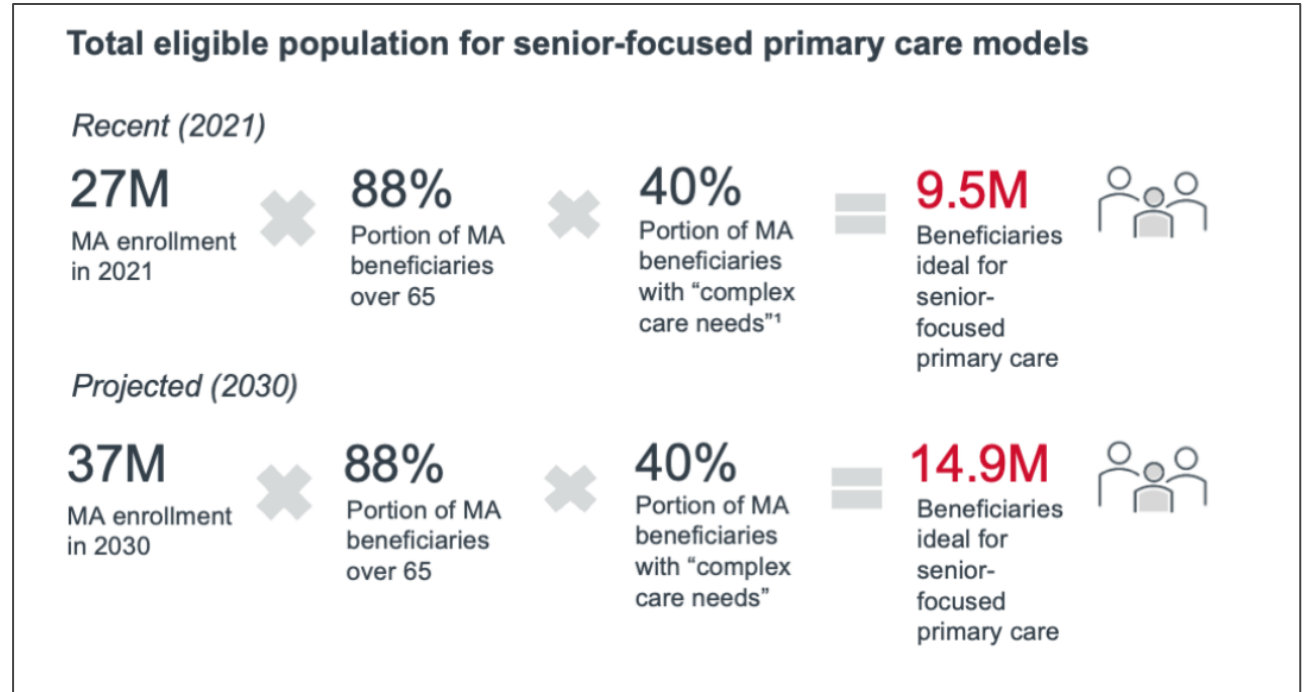 Total eligible population for senior-focused primary care models
Recent (2021)
27M
MA enrollment
in 2021
88%
Portion of MA
beneficiaries
over 65
40%
Portion of MA
beneficiaries
with “complex
care needs”¹
9.5M
Beneficiaries
ideal for
senior-
focused
primary care
Projected (2030)
37M
MA enrollment
in 2030
88%
Portion of MA
beneficiaries
over 65
40%
Portion of MA
beneficiaries
with “complex
care needs”
14.9M
Beneficiaries
ideal for
senior-
focused
primary care